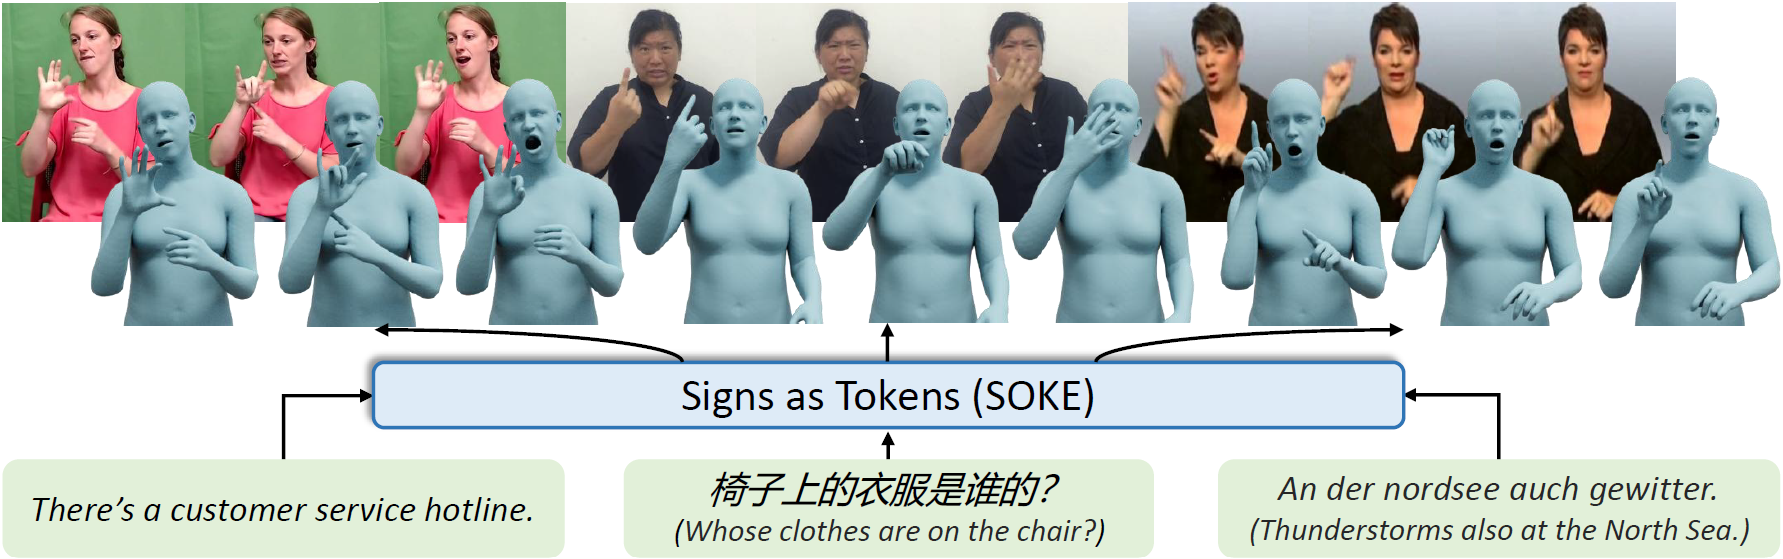 Signs as Tokens (SOKE)
There's a customer service hotline.
椅子上的衣服是谁的?
(Whose clothes are on the chair?)
An der nordsee auch gewitter.
(Thunderstorms also at the North Sea.)